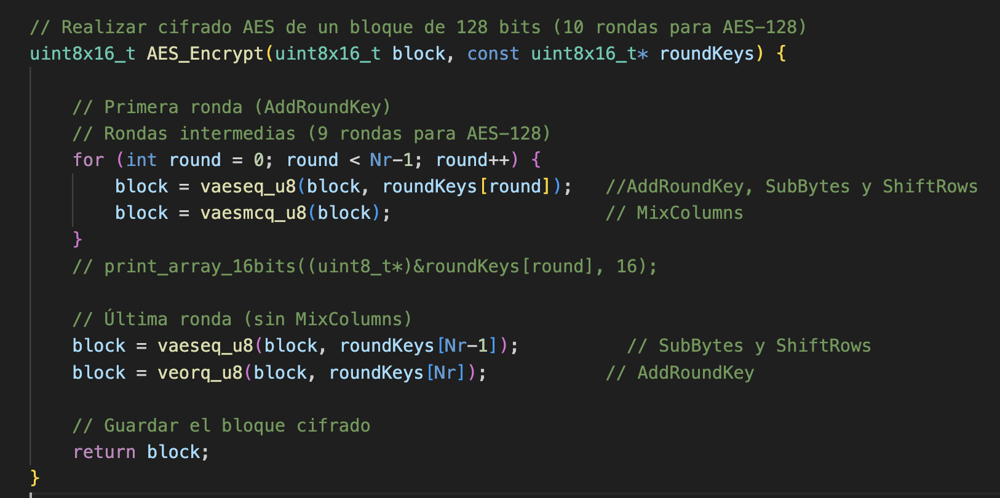 // Realizar cifrado AES de un bloque de 128 bits (10 rondas para AES-128)
uint8x16_t AES_Encrypt(uint8x16_t block, const uint8x16_t* roundKeys) {
// Primera ronda (AddRoundKey)
// Rondas intermedias (9 rondas para AES-128)
for (int round = 0; round < Nr-1; round++) {
block = vaeseq_u8(block, roundKeys[round]);   //AddRoundKey, SubBytes y ShiftRows
block = vaesmcq_u8(block);                    // MixColumns
}
// print_array_16bits((uint8_t*)&roundKeys[round], 16);
// Última ronda (sin MixColumns)
block = vaeseq_u8(block, roundKeys[Nr-1]);          // SubBytes y ShiftRows
block = veorq_u8(block, roundKeys[Nr]);           // AddRoundKey
// Guardar el bloque cifrado
return block;
}